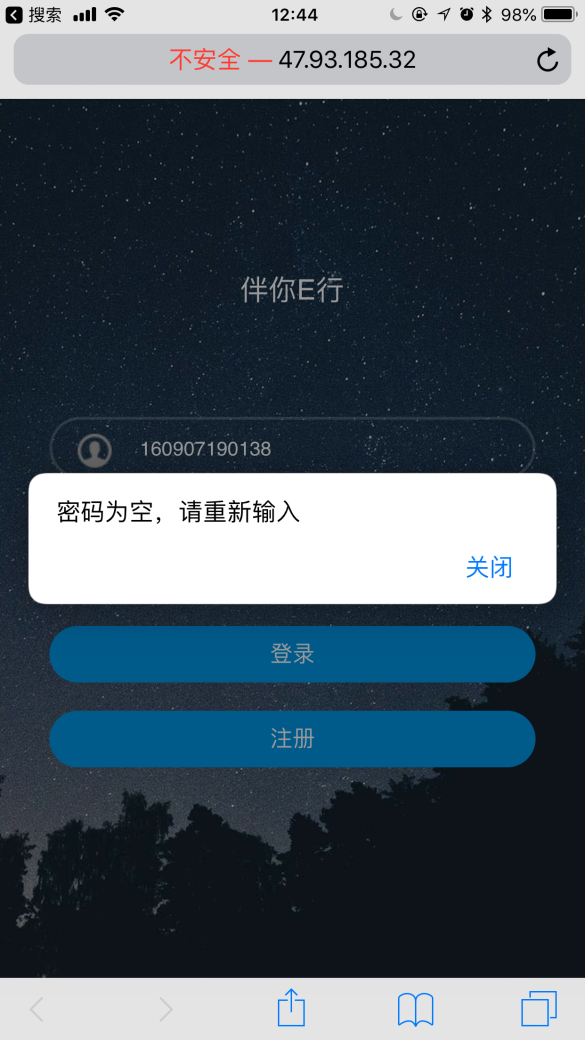 搜索
12:44
98%
不安全 — 47.93.185.32
伴你E行
160907190138
密码为空，请重新输入
关闭
登录
注册